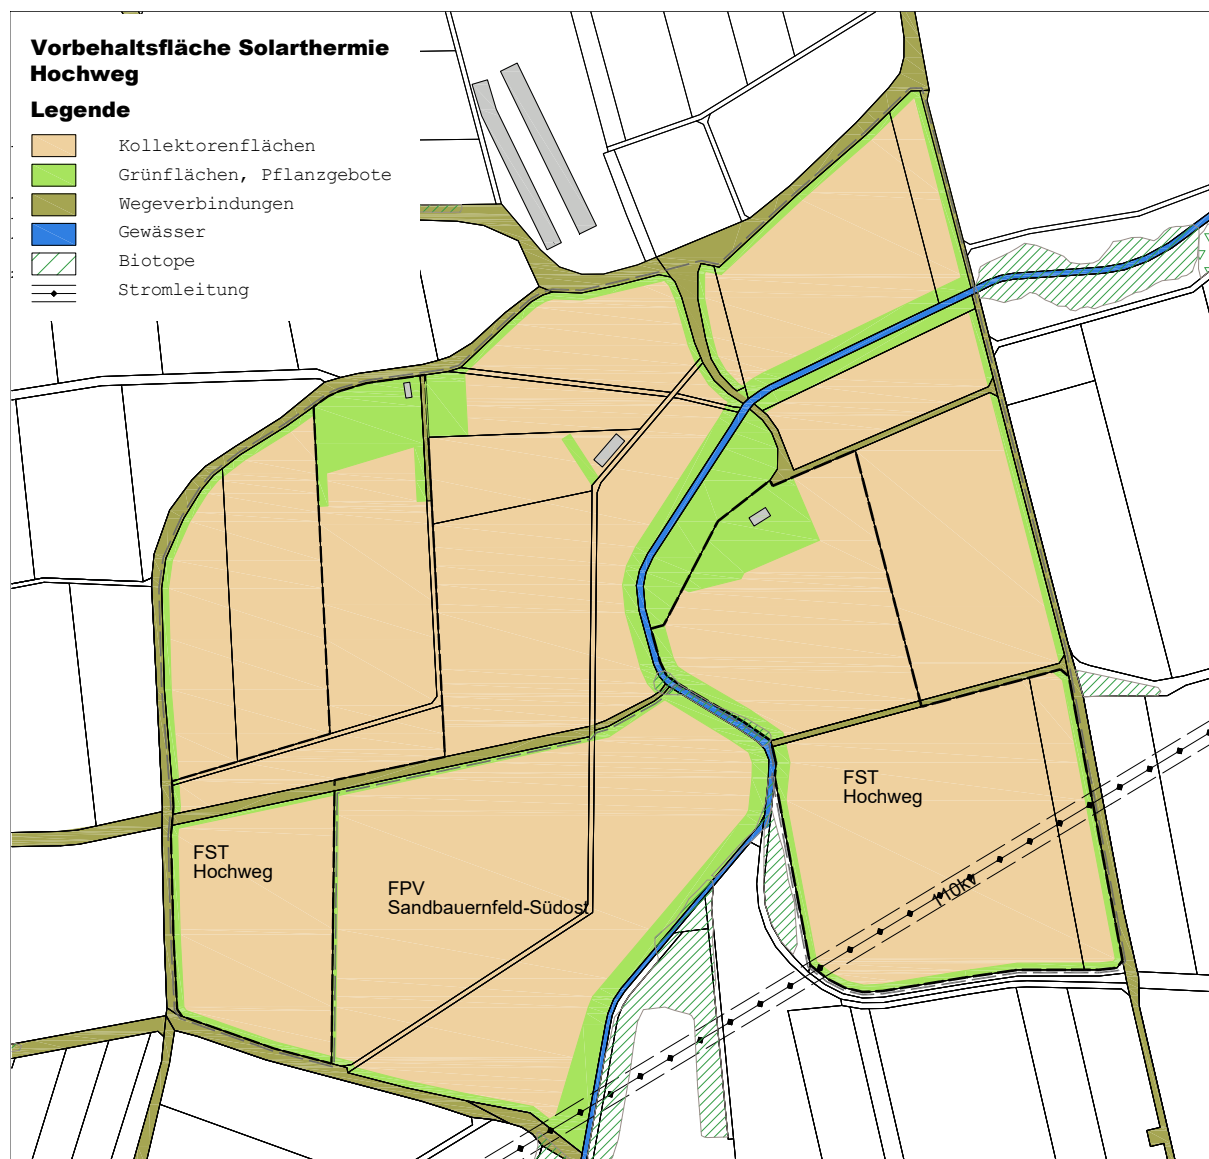 Vorbehaltsfläche Solarthermie
Hochweg
Legende
Kollektorenflächen
Grünflächen, Pflanzgebote
Wegeverbindungen
Gewässer
Biotope
Stromleitung
FST
Hochweg
FST
Hochweg
FPV
Sandbauernfeld-Südost
110kv